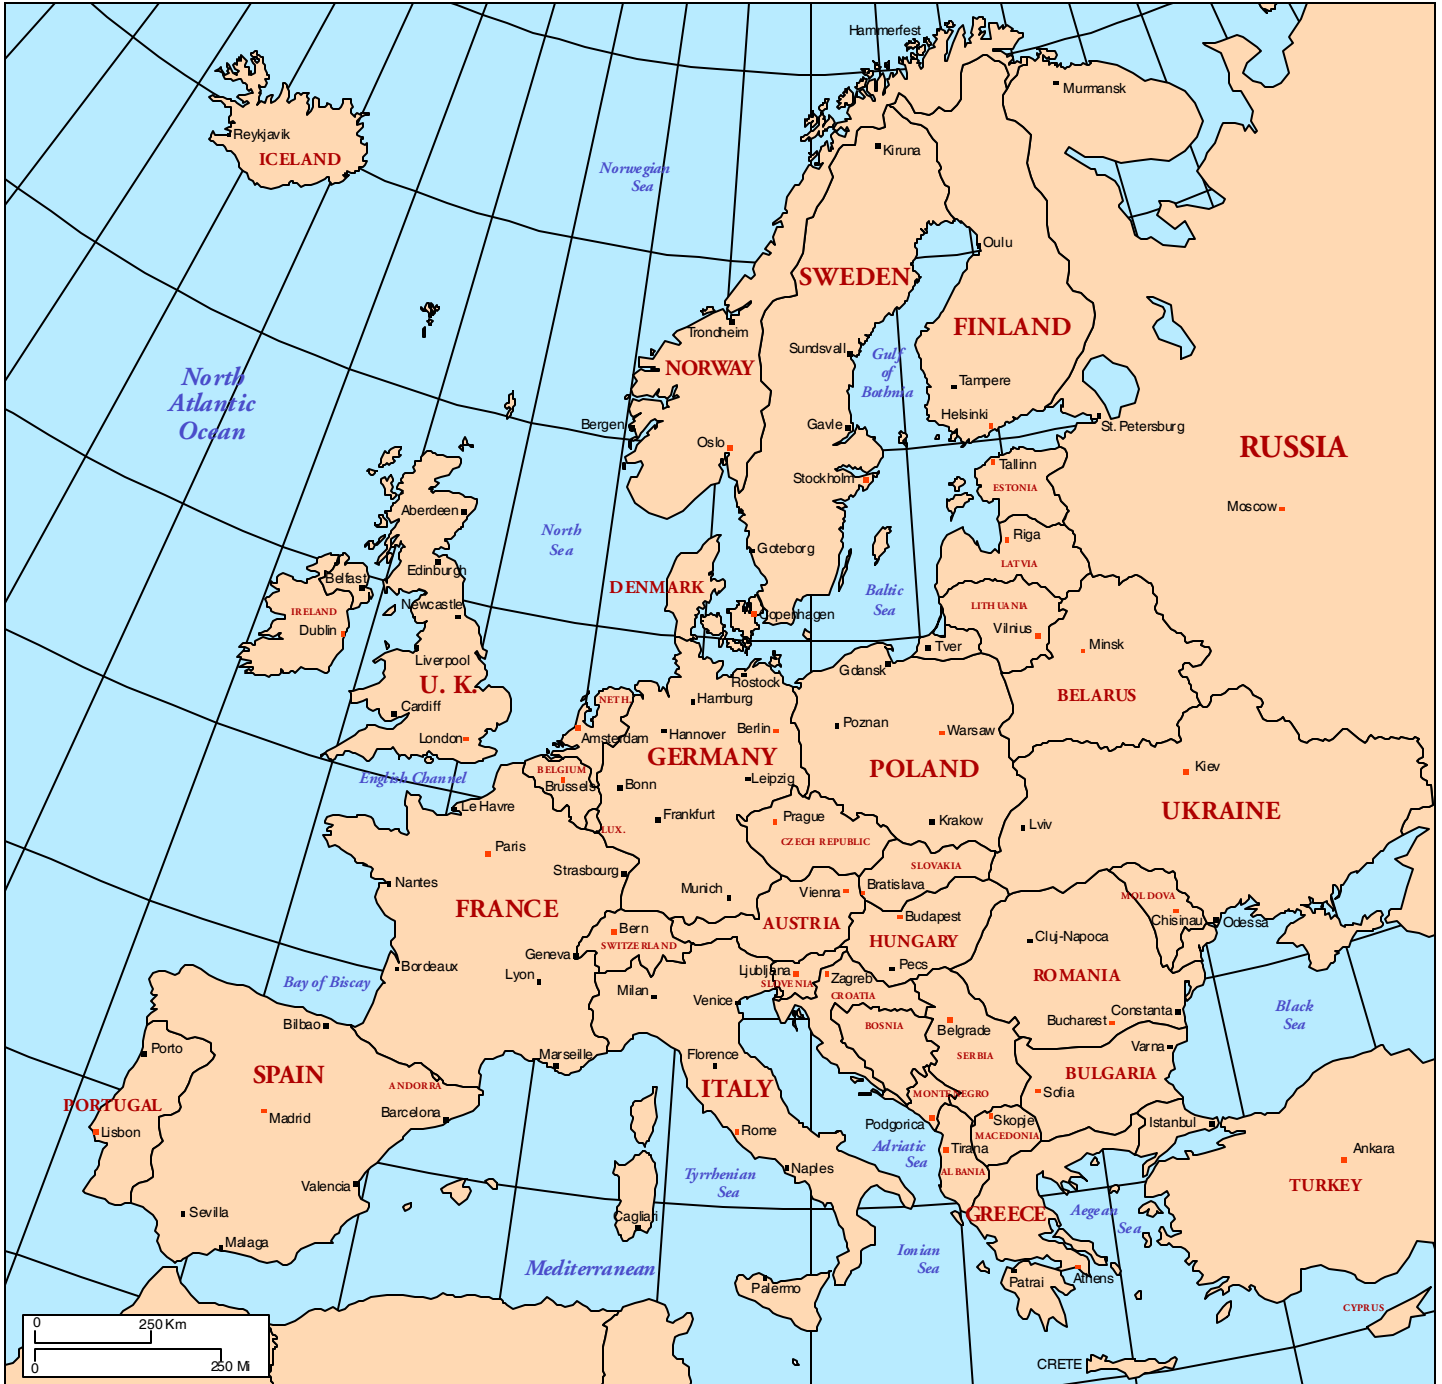 Hammerfest
Murmansk
Reykjavik
ICELAND
Kiruna
Norwegian
Sea
Oulu
SWEDEN
FINLAND
Trondheim
NORWAY
Sundsvall
Gulf
of
Bothnia
Tampere
North
Atlantic
Ocean
Helsinki
Bergen
Gavle
St. Petersburg
Oslo
RUSSIA
Tallinn
Stockholm
ESTONIA
Moscow
Aberdeen
North
Sea
Riga
Goteborg
LATVIA
Edinburgh
Belfast
DENMARK
Baltic
Sea
LITHUANIA
Newcastle
IRELAND
Copenhagen
Dublin
Vilnius
Tver
Minsk
Liverpool
Gdansk
U. K.
Rostock
NETH.
Hamburg
BELARUS
Cardiff
Poznan
London
Amsterdam
Hannover
Berlin
Warsaw
GERMANY
POLAND
Kiev
English Channel
BELGIUM
Brussels
Bonn
Leipzig
Le Havre
UKRAINE
Frankfurt
Prague
Krakow
Lviv
LUX.
CZECH REPUBLIC
Paris
SLOVAKIA
Strasbourg
Nantes
Munich
Vienna
Bratislava
MOLDOVA
FRANCE
Budapest
Chisinau
Odessa
AUSTRIA
Bern
HUNGARY
Cluj-Napoca
SWITZERLAND
Geneva
Pecs
Bordeaux
Lyon
Ljubljana
Zagreb
ROMANIA
Bay of Biscay
SLOVENIA
CROATIA
Milan
Venice
Black
Sea
Constanta
Bilbao
BOSNIA
Belgrade
Bucharest
Porto
Varna
Marseille
Florence
SERBIA
SPAIN
BULGARIA
ANDORRA
ITALY
MONTENEGRO
Sofia
PORTUGAL
Madrid
Barcelona
Podgorica
Skopje
Istanbul
Lisbon
Rome
MACEDONIA
Adriatic
Sea
Tirana
Ankara
Naples
ALBANIA
Tyrrhenian
Sea
TURKEY
Valencia
Sevilla
Cagliari
GREECE
Aegean
Sea
Malaga
Ionian
Sea
Mediterranean
Palermo
Patrai
Athens
CYPRUS
CRETE
0
250 Km
0
250 Mi